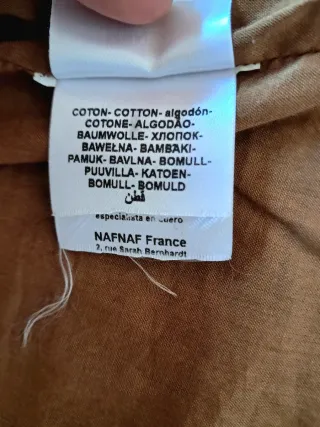 COTON- COTTON- algodón-
COTONE- ALGODÃO-
BAUMWOLLE- ХЛОПОК-
BAWEŁNA- BAMBAKI-
PAMUK- BAVLNA- BOMULL-
PUUVILLA- KATOEN-
BOMULL- BOMULD
قطن
especialista en cuero
NAFNAF France
2, rue Sarah Bernhardt